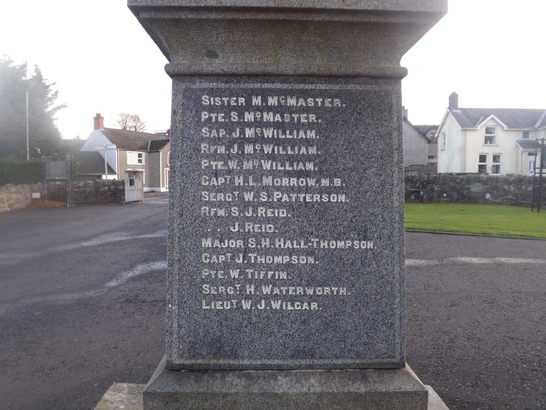 SISTER M. McMASTER.
PTE. S. McMASTER.
SAP. J. McWILLIAM.
RFM. J. McWILLIAM.
PTE. W. McWILLIAM.
CAPT H. L. MORROW, M.B.
SERGT W. S. PATTERSON.
RFM. S. J. REID.
. . J. REID.
MAJOR S. H. HALL-THOMPSON.
CAPT J. THOMPSON.
PTE. W. TIFFIN.
SERGT. H. WATERWORTH.
LIEUT W. J. WILGAR.